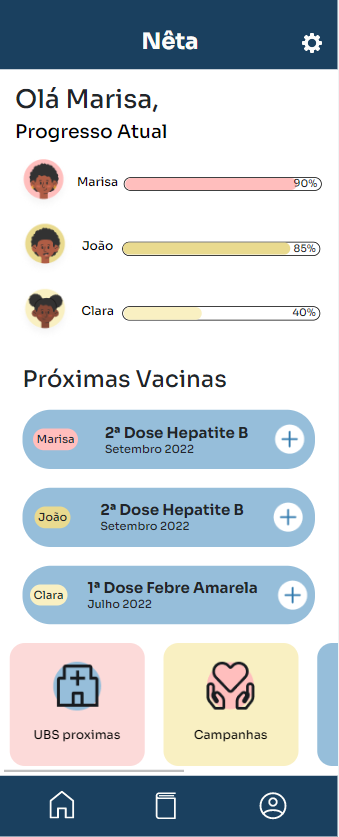 Nêta
Olá Marisa,
Progresso Atual
Marisa 90%
João 85%
Clara 40%
Próximas Vacinas
Marisa
2ª Dose Hepatite B
Setembro 2022
João
2ª Dose Hepatite B
Setembro 2022
Clara
1ª Dose Febre Amarela
Julho 2022
UBS proximas
Campanhas